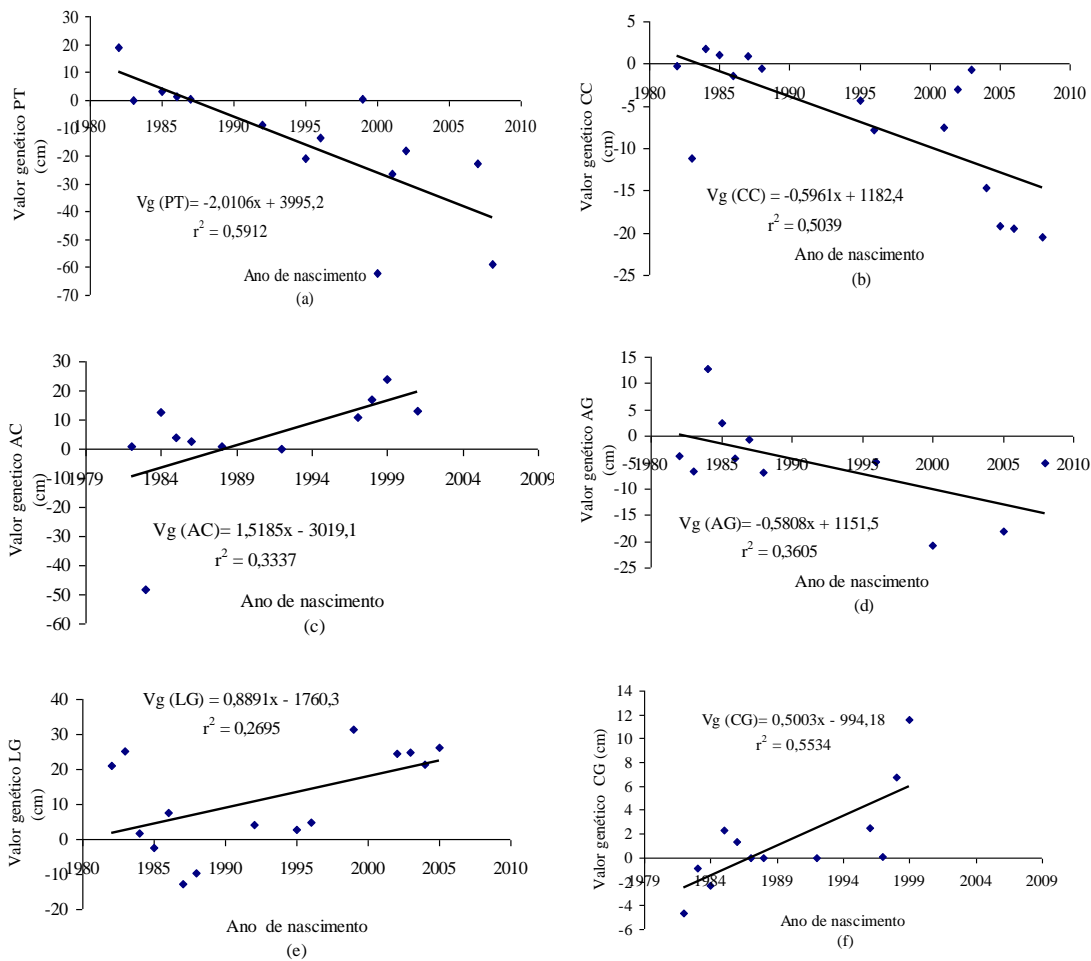 30
20
10
0
-10
-20
-30
-40
-50
-60
-70
1980 1985 1990 1995 2000 2005 2010
Valor genético PT
(cm)
Vg (PT)= -2,0106x + 3995,2
r² = 0,5912
Ano de nascimento
(a)
5
0
-5
-10
-15
-20
-25
1980 1985 1990 1995 2000 2005 2010
Valor genético CC
(cm)
Vg (CC) = -0,5961x + 1182,4
r² = 0,5039
Ano de nascimento
(b)
30
20
10
0
-10
-20
-30
-40
-50
-60
1979 1984 1989 1994 1999 2004 2009
Valor genetico AC
(cm)
Vg (AC)= 1,5185x - 3019,1
r² = 0,3337
Ano de nascimento
(c)
15
10
5
0
-5
-10
-15
-20
-25
1980 1985 1990 1995 2000 2005 2010
Valor genético AG
(cm)
Vg (AG) = -0,5808x + 1151,5
r² = 0,3605
Ano de nascimento
(d)
40
30
20
10
0
-10
-20
1980 1985 1990 1995 2000 2005 2010
Valor genético LG
(cm)
Vg (LG) = 0,8891x - 1760,3
r² = 0,2695
Ano de nascimento
(e)
14
12
10
8
6
4
2
0
-2
-4
-6
1979 1984 1989 1994 1999 2004 2009
Valor genético CG (cm)
Vg (CG)= 0,5003x - 994,18
r² = 0,5534
Ano de nascimento
(f)